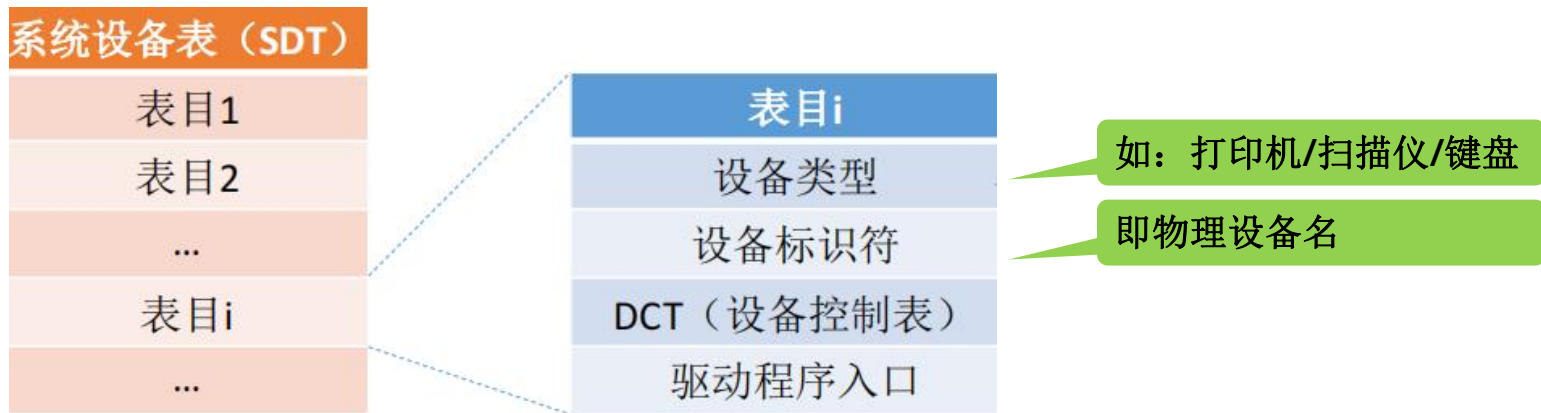 系统设备表（SDT）
表目1
表目2
...
表目i
...
表目i
设备类型
设备标识符
DCT（设备控制表）
驱动程序入口
如：打印机/扫描仪/键盘
即物理设备名